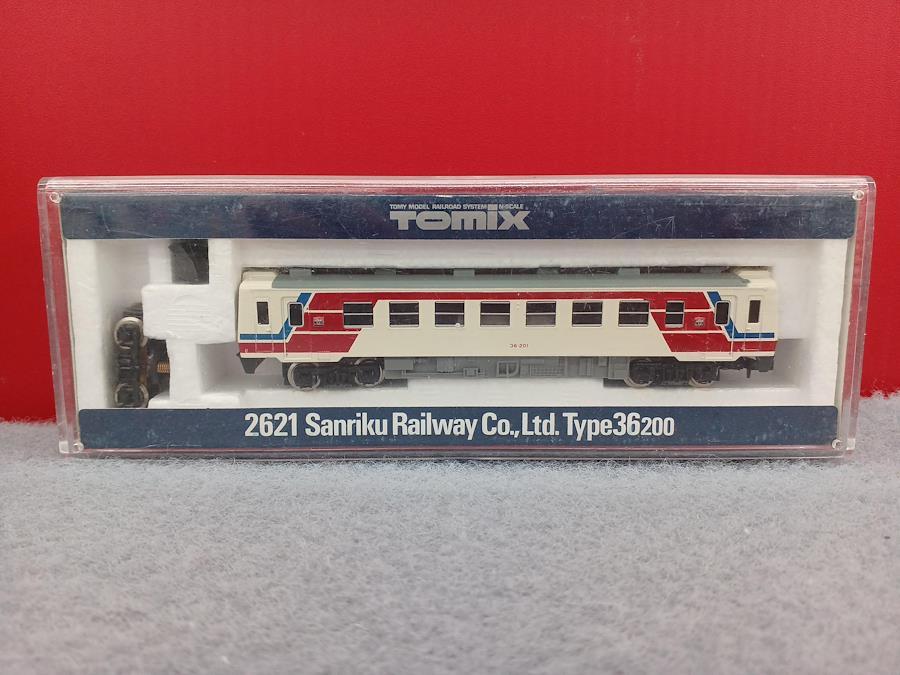 TOMY MODEL RAILROAD SYSTEM N-SCALE
TOMIX
36-201
2621 Sanriku Railway Co.,Ltd. Type36200